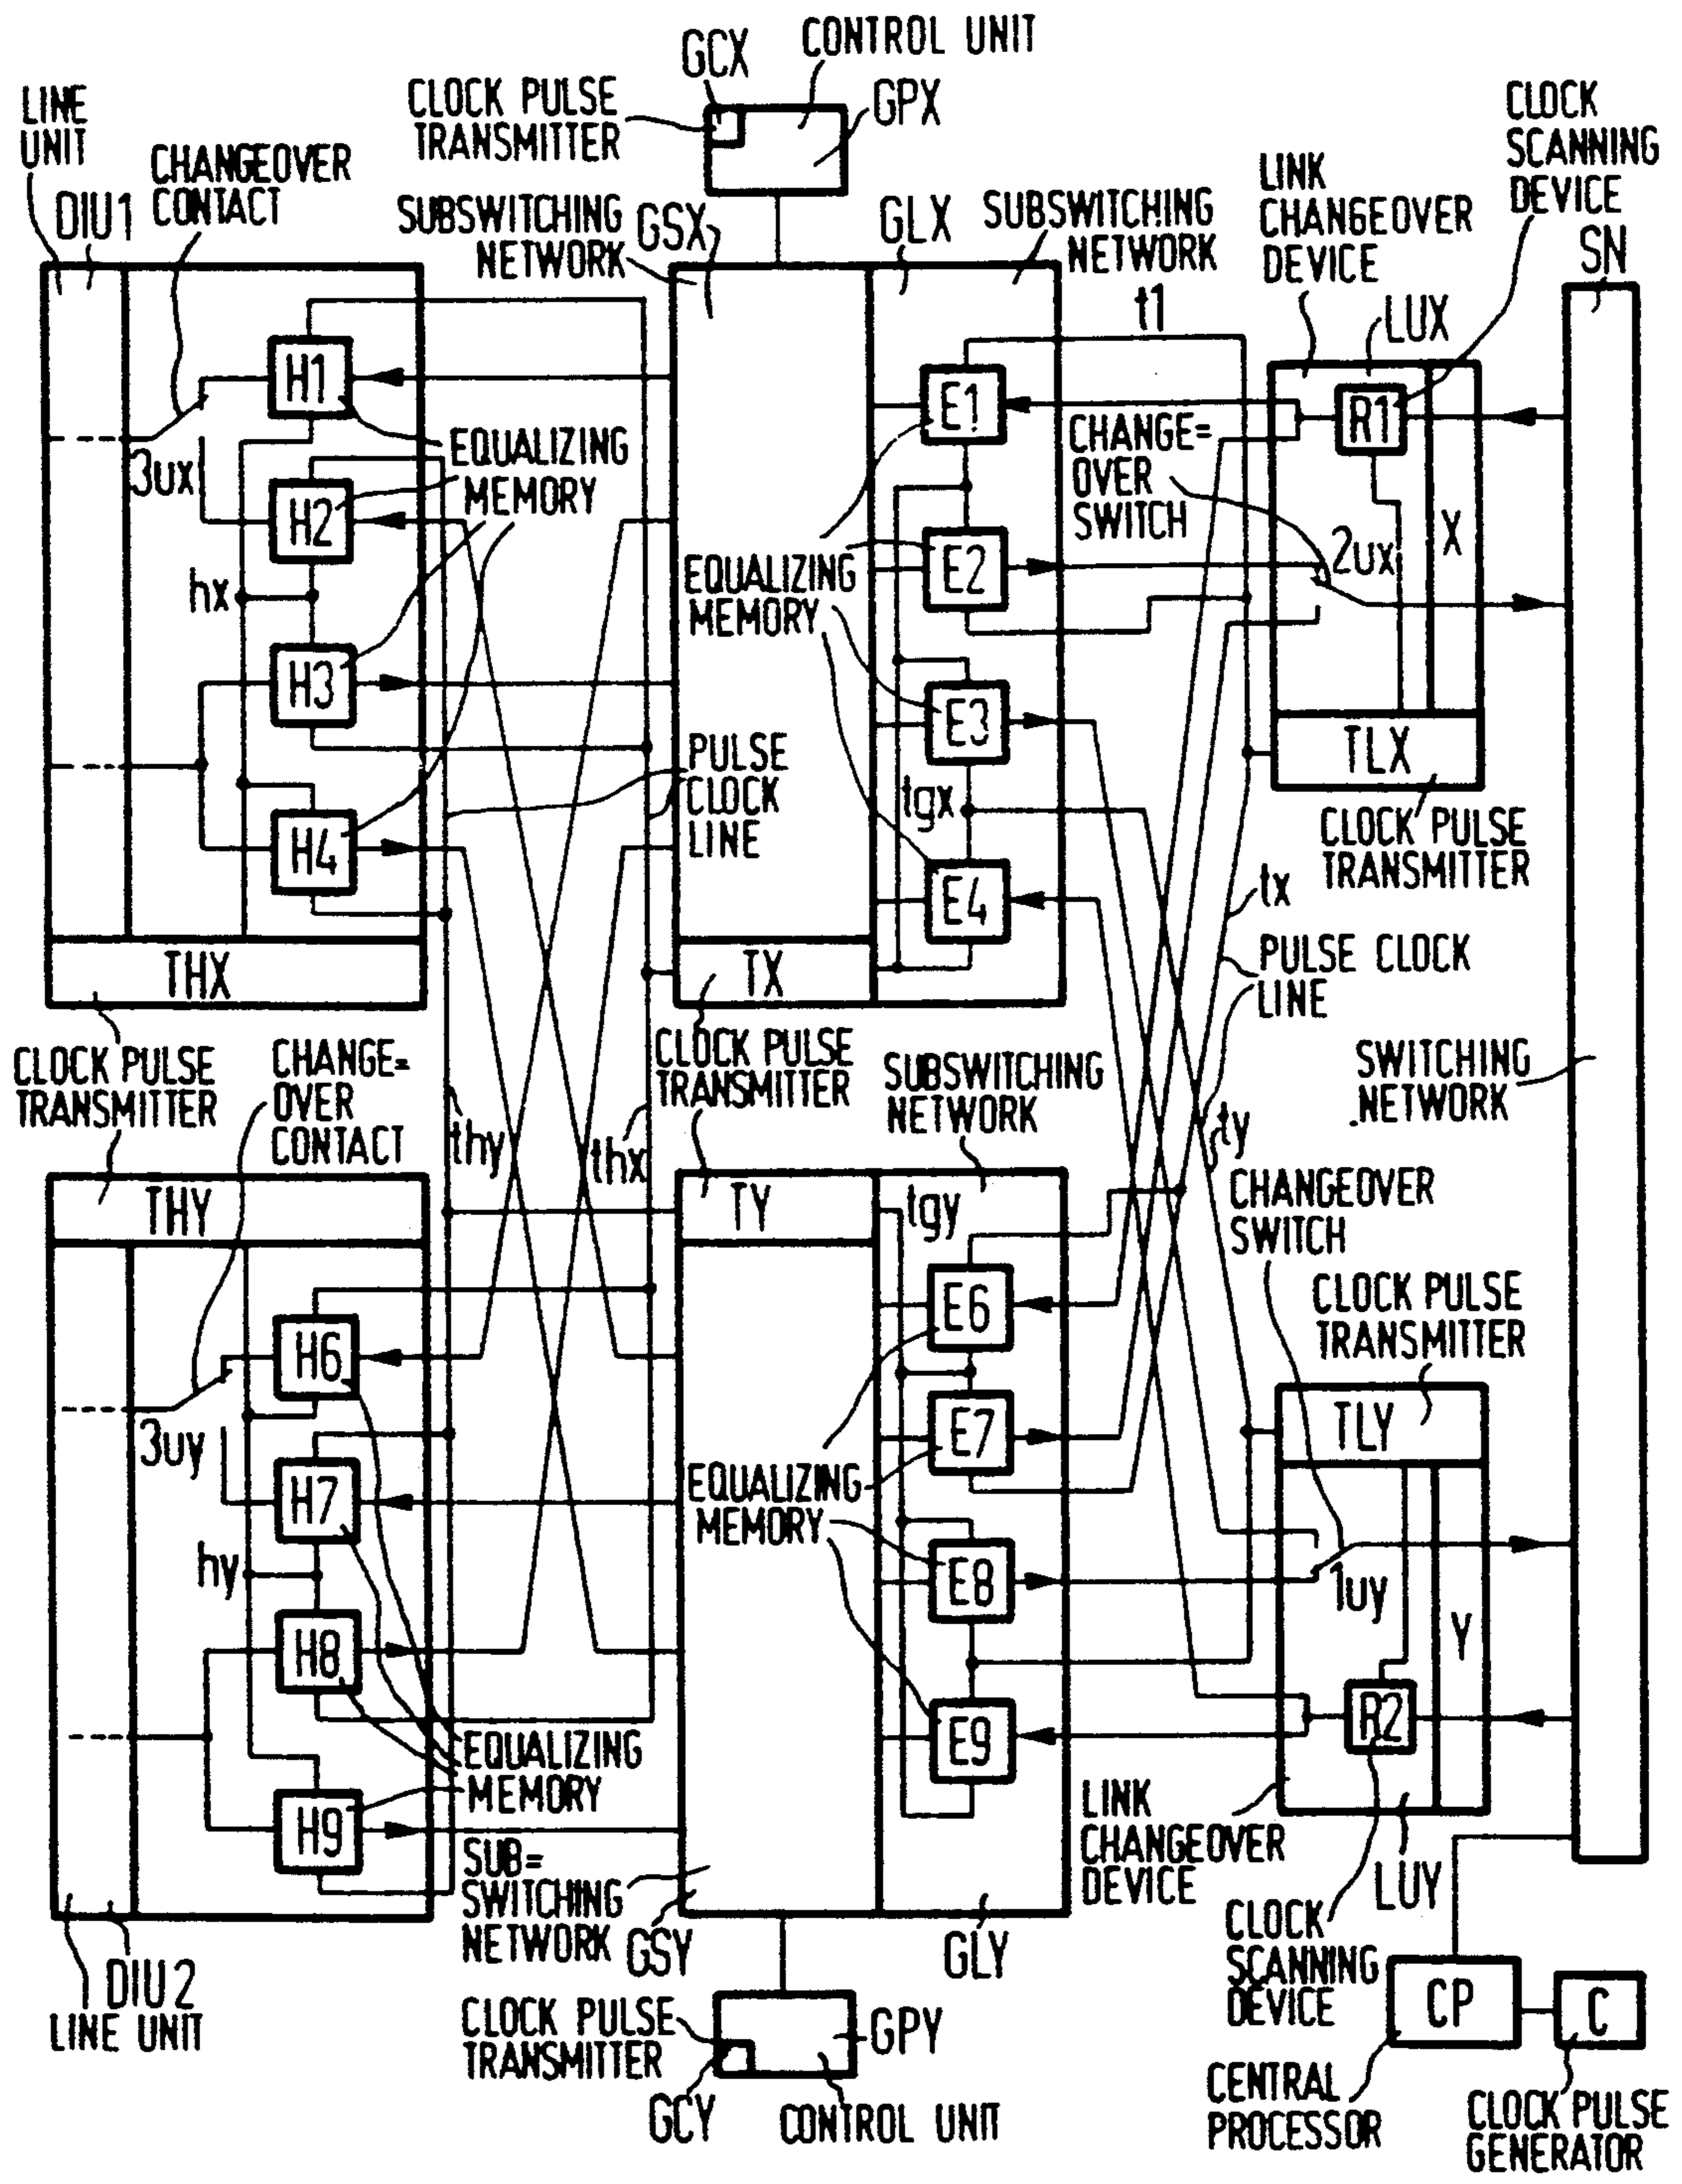 GCX
CONTROL UNIT
CLOCK PULSE
TRANSMITTER
GPX
LINE
UNIT
DIU1
CHANGEOVER
CONTACT
SUBSWITCHING
NETWORK
GSX
GLX
SUBSWITCHING
NETWORK
LINK
CHANGEOVER
DEVICE
CLOCK
SCANNING
DEVICE
SN
t1
LUX
H1
E1
R1
3ux
EQUALIZING
MEMORY
CHANGE=
OVER
SWITCH
H2
E2
2ux
X
hx
EQUALIZING
MEMORY
H3
E3
TLX
PULSE
CLOCK
LINE
tgx
CLOCK PULSE
TRANSMITTER
H4
E4
tx
THX
TX
PULSE CLOCK
LINE
CLOCK PULSE
TRANSMITTER
CHANGE=
OVER
CONTACT
thy
thx
CLOCK PULSE
TRANSMITTER
SUBSWITCHING
NETWORK
SWITCHING
NETWORK
ty
THY
TY
tgy
CHANGEOVER
SWITCH
CLOCK PULSE
TRANSMITTER
H6
E6
3uy
E7
TLY
H7
EQUALIZING
MEMORY
hy
E8
1uy
Y
H8
E9
R2
EQUALIZING
MEMORY
H9
SUB=
SWITCHING
NETWORK
GSY
GLY
LINK
CHANGEOVER
DEVICE
LUY
CLOCK
SCANNING
DEVICE
DIU2
LINE UNIT
CLOCK PULSE
TRANSMITTER
GPY
GCY
CONTROL UNIT
CP
C
CENTRAL
PROCESSOR
CLOCK PULSE
GENERATOR